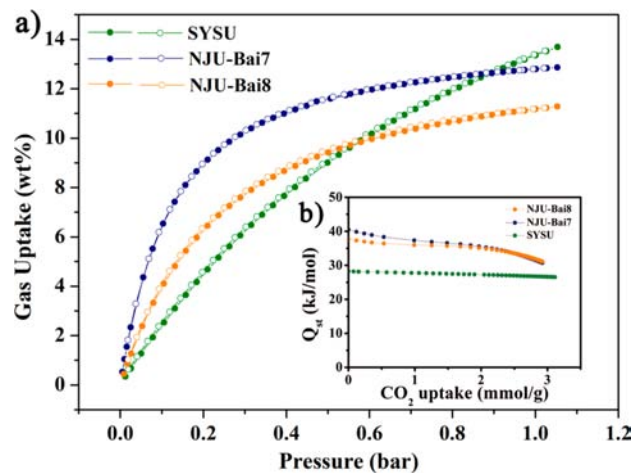 a)
SYSU
NJU-Bai7
NJU-Bai8
Gas Uptake (wt%)
14
12
10
8
6
4
2
0
0.0 0.2 0.4 0.6 0.8 1.0 1.2
Pressure (bar)
b)
NJU-Bai8
NJU-Bai7
SYSU
Qst (kJ/mol)
50
40
30
20
10
0
0 1 2 3
CO2 uptake (mmol/g)